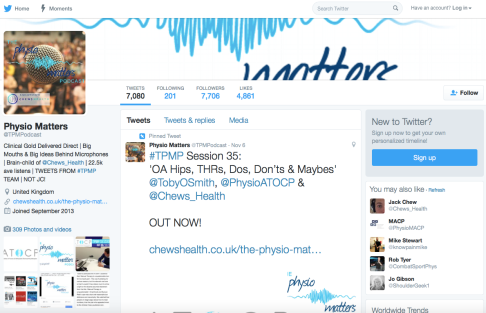 Home
Moments
Search Twitter
Have an account? Log in
matters
TWEETS
7,080
FOLLOWING
201
FOLLOWERS
7,706
LIKES
4,861
Follow
Physio Matters
@TPMPodcast
Clinical Gold Delivered Direct | Big
Mouths & Big Ideas Behind Microphones
| Brain-child of @Chews_Health | 22.5k
ave listens | TWEETS FROM #TPMP
TEAM | NOT JC!
United Kingdom
chewshealth.co.uk/the-physio-mat…
Joined September 2013
309 Photos and videos
Tweets
Tweets & replies
Media
Pinned Tweet
Physio Matters @TPMPodcast · Nov 6
#TPMP Session 35:
'OA Hips, THRs, Dos, Don'ts & Maybes'
@TobyOSmith, @PhysioATOCP &
@Chews_Health
OUT NOW!
chewshealth.co.uk/the-physio-mat…
physio
matters
New to Twitter?
Sign up now to get your own
personalized timeline!
Sign up
You may also like · Refresh
Jack Chew
@Chews_Health
MACP
@PhysioMACP
Mike Stewart
@knowpainmike
Rob Tyer
@CombatSportPhys
Jo Gibson
@ShoulderGeek1